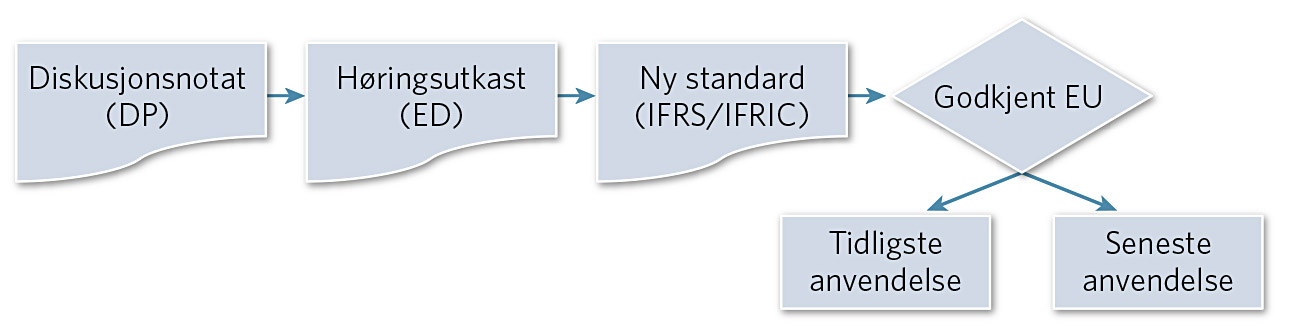 Diskusjonsnotat
(DP)
Høringsutkast
(ED)
Ny standard
(IFRS/IFRIC)
Godkjent EU
Tidligste
anvendelse
Seneste
anvendelse